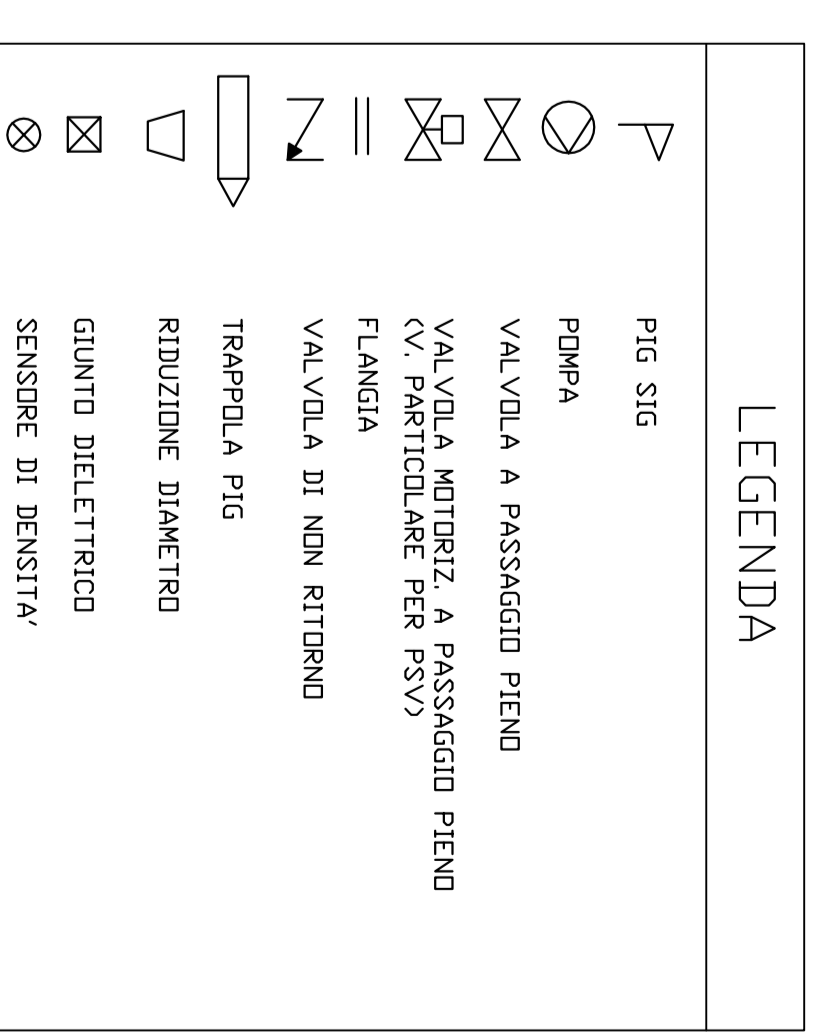 LEGENDA
PIG SIG
POMPA
VALVOLA A PASSAGGIO PIENO
VALVOLA MOTORIZ. A PASSAGGIO PIENO
(V. PARTICOLARE PER PSV)
FLANGIA
VALVOLA DI NON RITORNO
TRAPPOLA PIG
RIDUZIONE DIAMETRO
GIUNTO DIELETTRICO
SENSORE DI DENSITA'